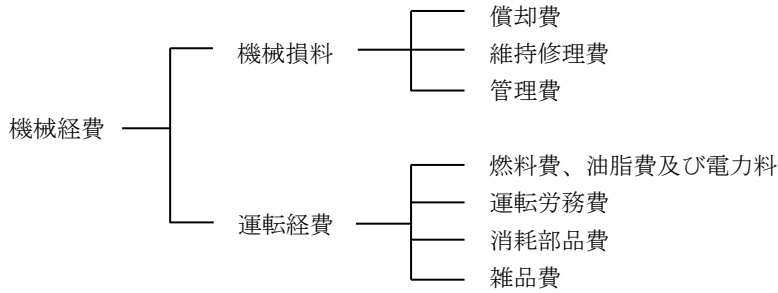 機械経費
機械損料
償却費
維持修理費
管理費
運転経費
燃料費、油脂費及び電力料
運転労務費
消耗部品費
雑品費